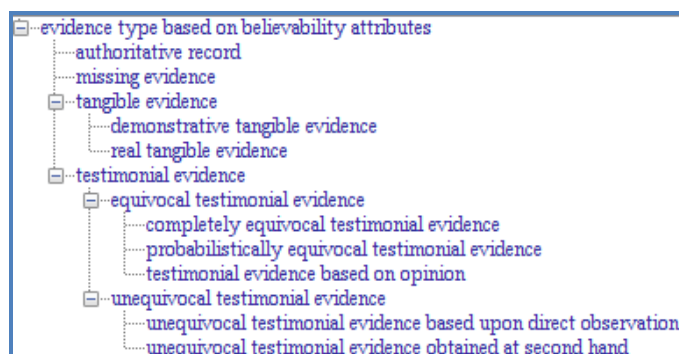 evidence type based on believability attributes
authoritative record
missing evidence
tangible evidence
demonstrative tangible evidence
real tangible evidence
testimonial evidence
equivocal testimonial evidence
completely equivocal testimonial evidence
probabilistically equivocal testimonial evidence
testimonial evidence based on opinion
unequivocal testimonial evidence
unequivocal testimonial evidence based upon direct observation
unequivocal testimonial evidence obtained at second hand